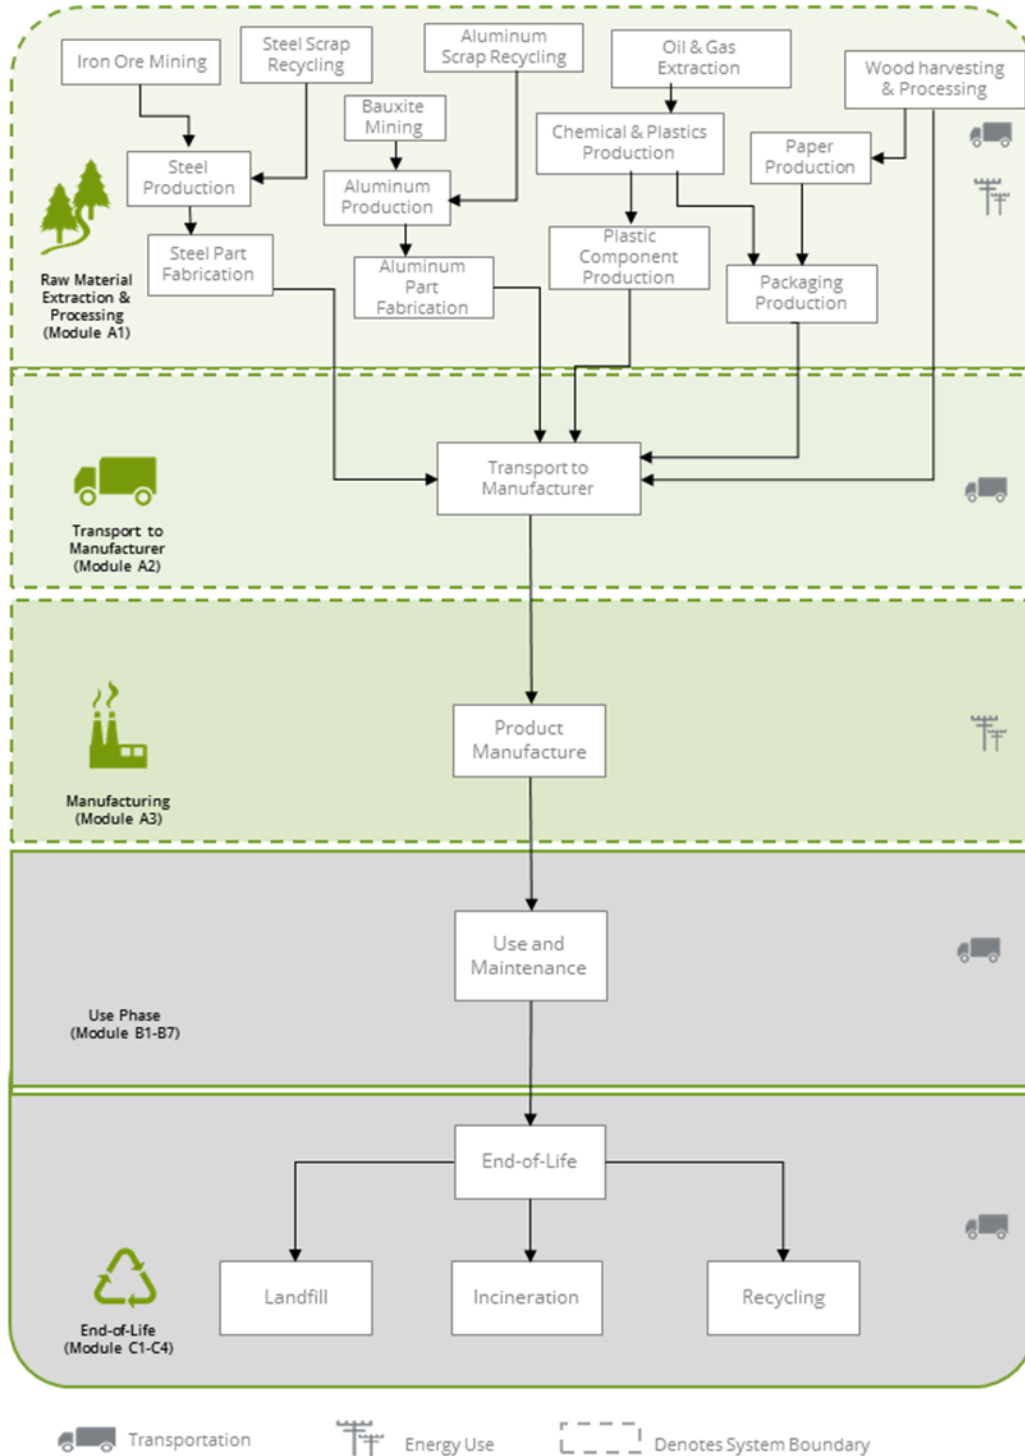 Iron Ore Mining
Steel Scrap
Recycling
Aluminum
Scrap Recycling
Oil & Gas
Extraction
Wood harvesting
& Processing
Bauxite
Mining
Chemical & Plastics
Production
Paper
Production
Steel
Production
Aluminum
Production
Steel Part
Fabrication
Aluminum
Part
Fabrication
Plastic
Component
Production
Packaging
Production
Raw Material
Extraction &
Processing
(Module A1)
Transport to
Manufacturer
Transport to
Manufacturer
(Module A2)
Product
Manufacture
Manufacturing
(Module A3)
Use and
Maintenance
Use Phase
(Module B1-B7)
End-of-Life
Landfill
Incineration
Recycling
End-of-Life
(Module C1-C4)
Transportation
Energy Use
Denotes System Boundary